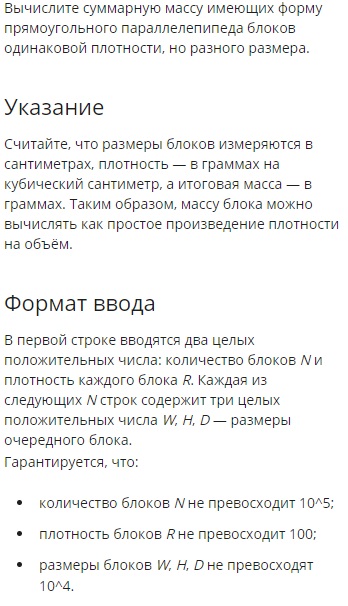 Вычислите суммарную массу имеющих форму
прямоугольного параллелепипеда блоков
одинаковой плотности, но разного размера.
Указание
Считайте, что размеры блоков измеряются в
сантиметрах, плотность — в граммах на
кубический сантиметр, а итоговая масса — в
граммах. Таким образом, массу блока можно
вычислять как простое произведение плотности
на объём.
Формат ввода
В первой строке вводятся два целых
положительных числа: количество блоков N и
плотность каждого блока R. Каждая из
следующих N строк содержит три целых
положительных числа W, H, D — размеры
очередного блока.
Гарантируется, что:
• количество блоков N не превосходит 10^5;
• плотность блоков R не превосходит 100;
• размеры блоков W, H, D не превосходят
10^4.